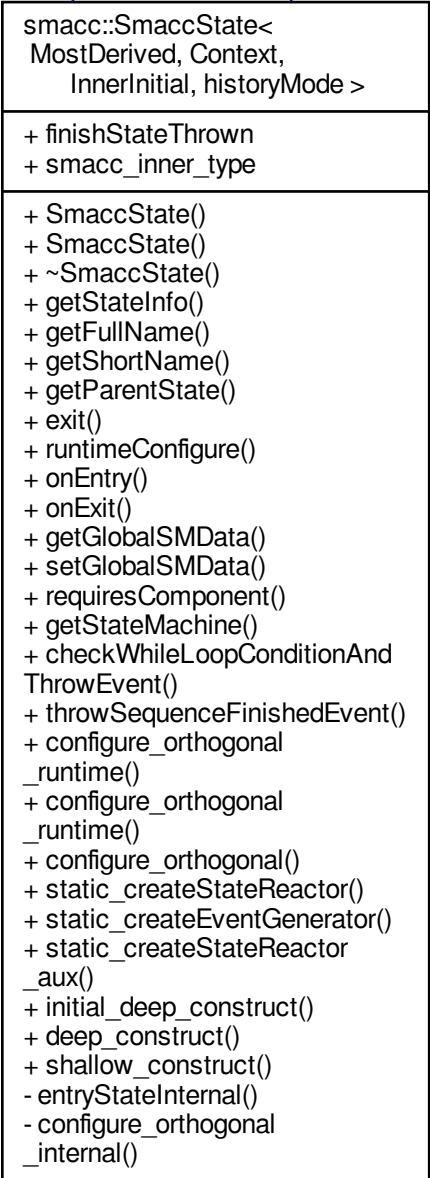 smacc::SmaccState<
MostDerived, Context,
InnerInitial, historyMode >
+ finishStateThrown
+ smacc_inner_type
+ SmaccState()
+ SmaccState()
+ ~SmaccState()
+ getStateInfo()
+ getFullName()
+ getShortName()
+ getParentState()
+ exit()
+ runtimeConfigure()
+ onEntry()
+ onExit()
+ getGlobalSMData()
+ setGlobalSMData()
+ requiresComponent()
+ getStateMachine()
+ checkWhileLoopConditionAnd
ThrowEvent()
+ throwSequenceFinishedEvent()
+ configure_orthogonal
_runtime()
+ configure_orthogonal
_runtime()
+ configure_orthogonal()
+ static_createStateReactor()
+ static_createEventGenerator()
+ static_createStateReactor
_aux()
+ initial_deep_construct()
+ deep_construct()
+ shallow_construct()
- entryStateInternal()
- configure_orthogonal
_internal()